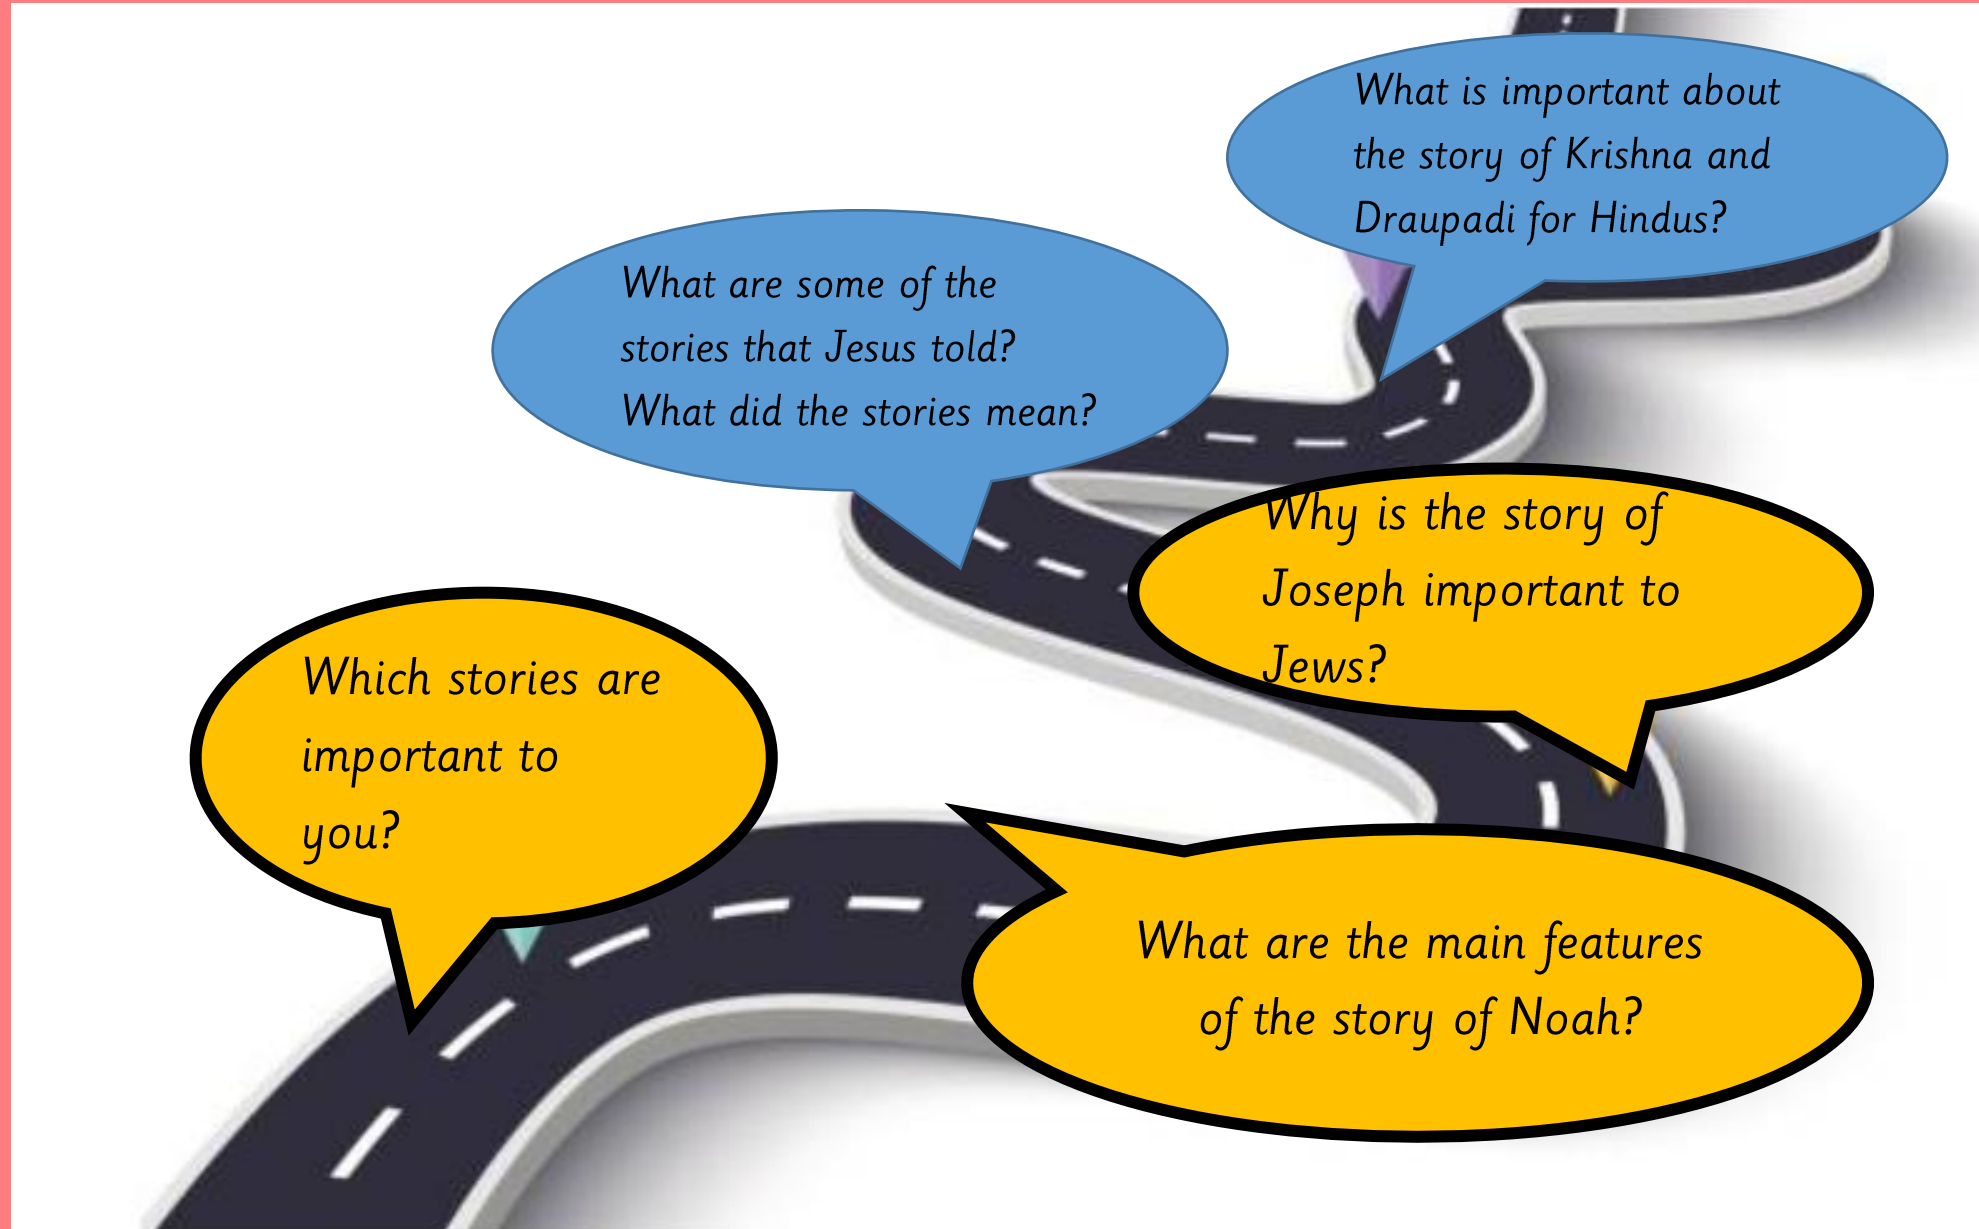 What is important about
the story of Krishna and
Draupadi for Hindus?
What are some of the
stories that Jesus told?
What did the stories mean?
Why is the story of
Joseph important to
Jews?
Which stories are
important to
you?
What are the main features
of the story of Noah?